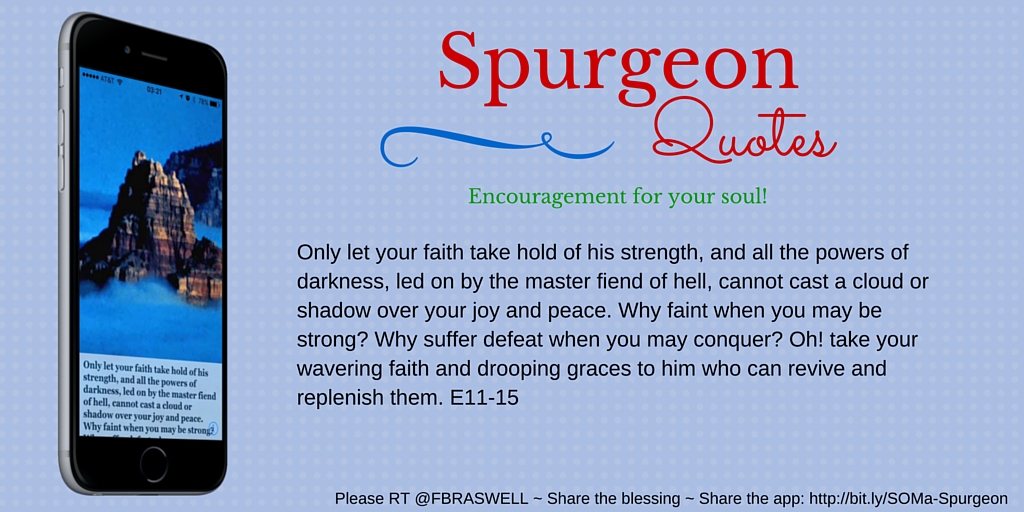 Spurgeon
Quotes
Encouragement for your soul!
Only let your faith take hold of his strength, and all the powers of
darkness, led on by the master fiend of hell, cannot cast a cloud or
shadow over your joy and peace. Why faint when you may be
strong? Why suffer defeat when you may conquer? Oh! take your
wavering faith and drooping graces to him who can revive and
replenish them. E11-15
AT&T
03:21
76%
Only let your faith take hold of his
strength, and all the powers of
darkness, led on by the master fiend
of hell, cannot cast a cloud or
shadow over your joy and peace.
Why faint when you may be strong?
Please RT @FBRASWELL ~ Share the blessing ~ Share the app: http://bit.ly/SOMa-Spurgeon